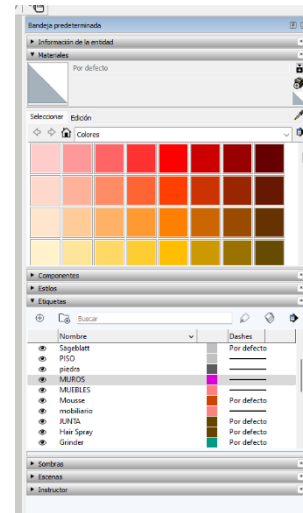 Bandeja predeterminada
Información de la entidad
Materiales
Por defecto
Seleccionar Edición
Colores
Componentes
Estilos
Etiquetas
Buscar
Nombre Dashes
Sageblatt Por defecto
PISO
piedra
MUROS
MUEBLES
Mousse Por defecto
mobiliario
JUNTA Por defecto
Hair Spray Por defecto
Grinder Por defecto
Sombras
Escenas
Instructor